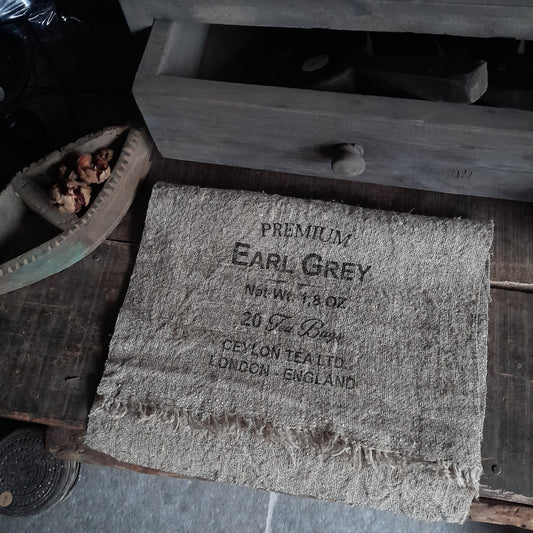 PREMIUM
EARL GREY
Net Wt. 1,8 OZ
20 Tea Bags
CEYLON TEA LTD.
LONDON - ENGLAND